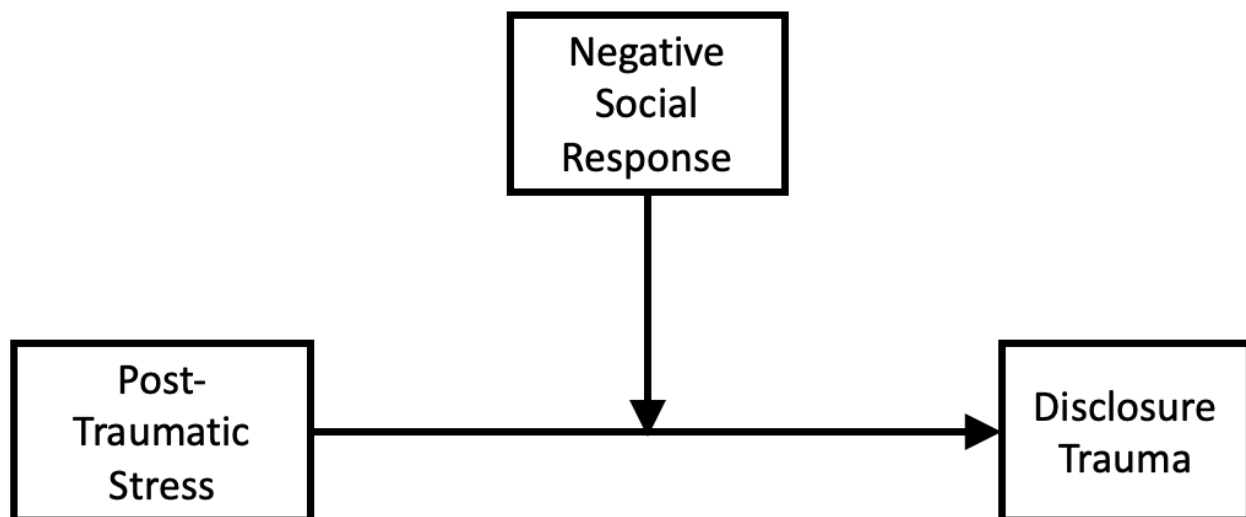 Negative
Social
Response
Post-
Traumatic
Stress
Disclosure
Trauma